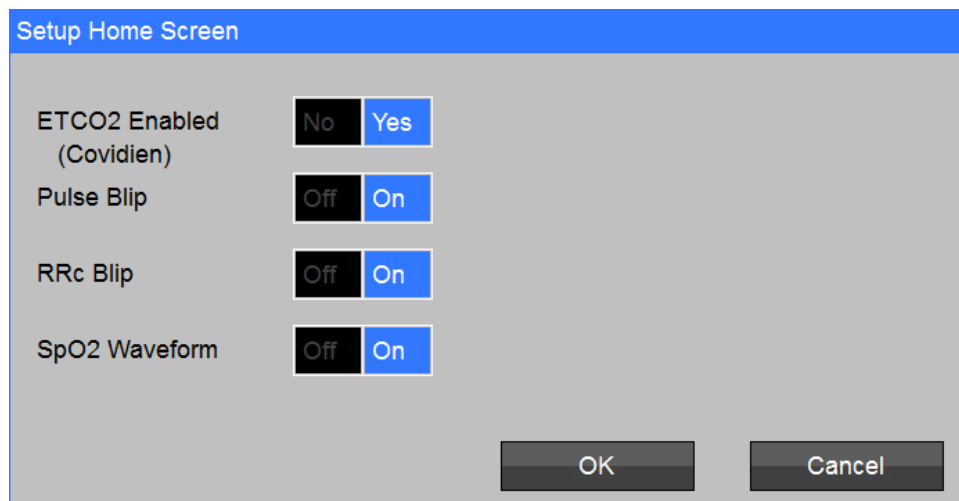 Setup Home Screen
ETCO2 Enabled No Yes
(Covidien)
Pulse Blip Off On
RRc Blip Off On
SpO2 Waveform Off On
OK Cancel